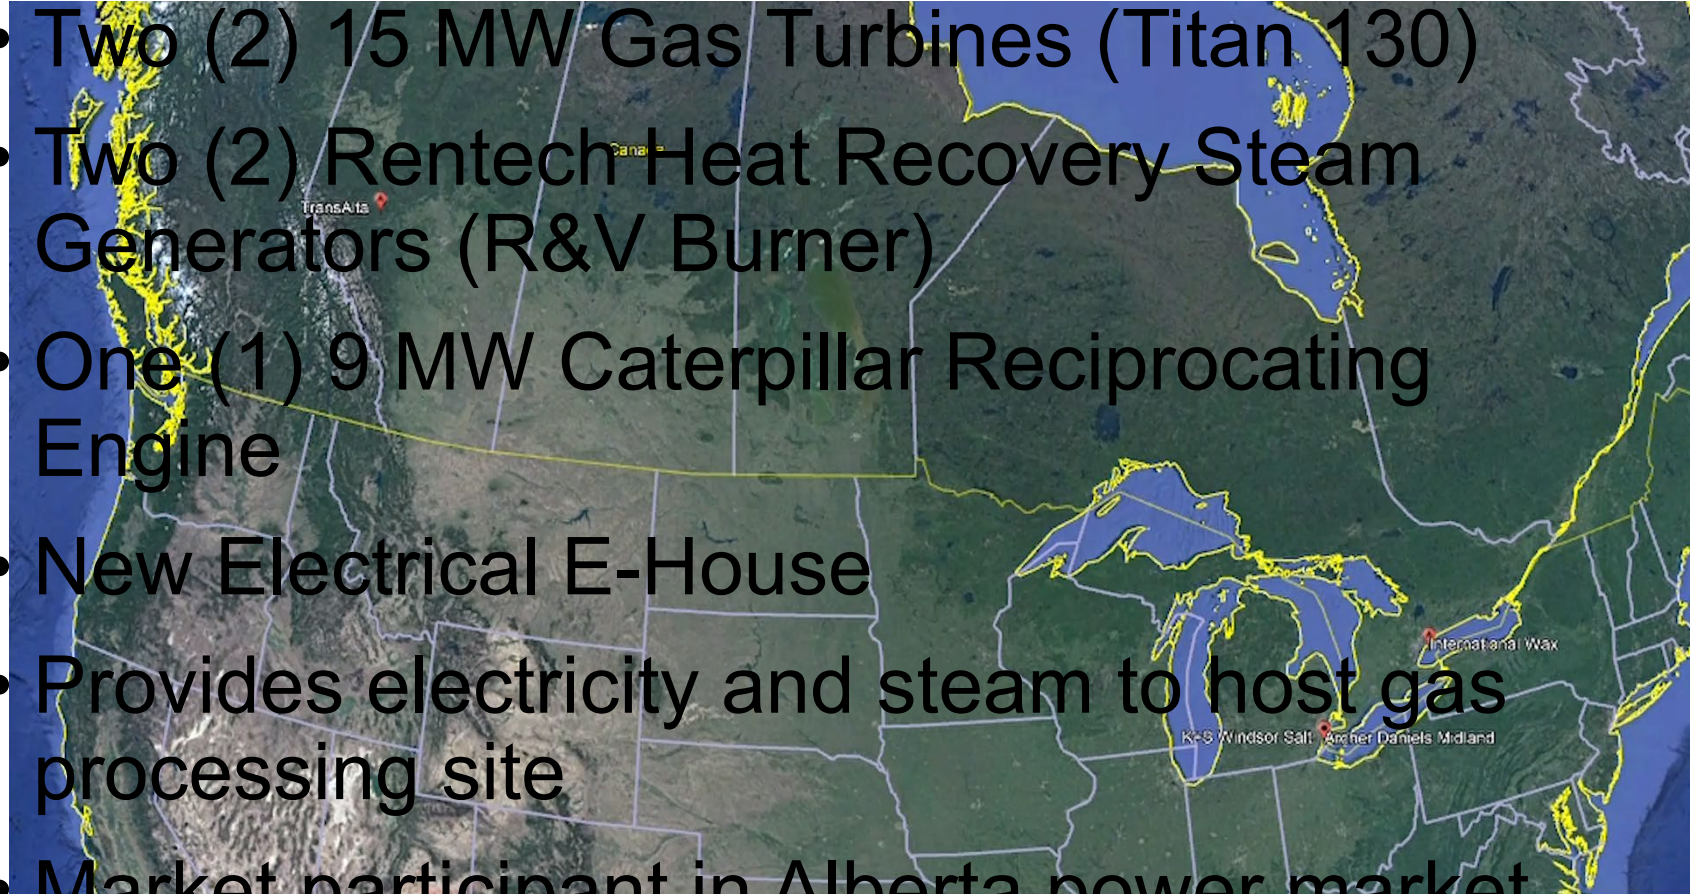 • Two (2) 15 MW Gas Turbines (Titan 130)
• Two (2) Rentech Heat Recovery Steam
Generators (R&V Burner)
Canada
TransAlta
• One (1) 9 MW Caterpillar Reciprocating
Engine
• New Electrical E-House
International Wax
• Provides electricity and steam to host gas
processing site
K+S Windsor Salt
Archer Daniels Midland
• Market participant in Alberta power market